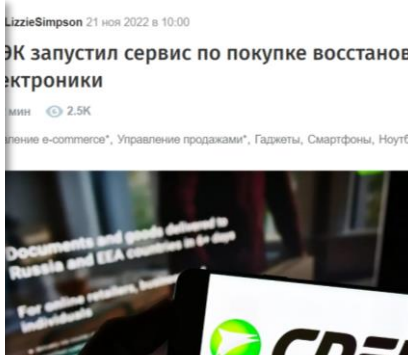 LizzieSimpson 21 ноя 2022 в 10:00
ЭК запустил сервис по покупке восстанов
ектроники
мин 2.5K
ление e-commerce*, Управление продажами*, Гаджеты, Смартфоны, Ноутб
Documents and goods delivered to
Russia and EEA countries in 6+ days
For online retailers,
individuals
CDEK